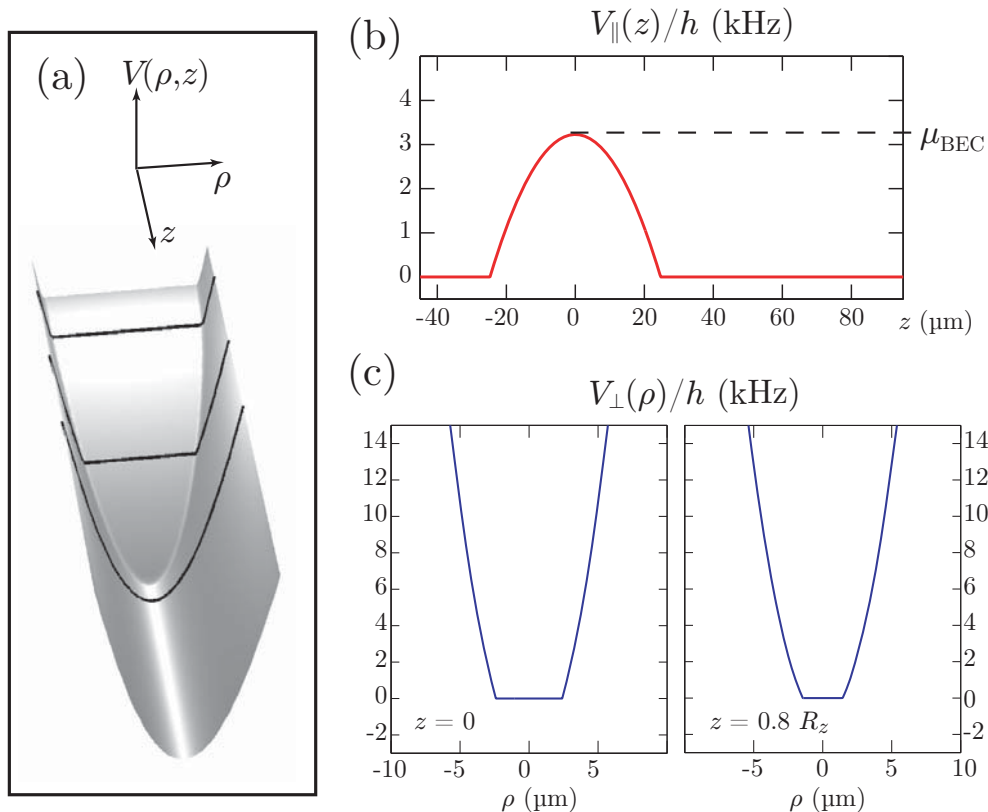 (a)
V(ρ,z)
ρ
z
(b)
V∥(z)/h (kHz)
4
3
2
1
0
μBEC
-40 -20 0 20 40 60 80 z (µm)
(c)
V⊥(ρ)/h (kHz)
14
12
10
8
6
4
2
0
-2
z = 0
-10 -5 0 5
ρ (µm)
14
12
10
8
6
4
2
0
-2
z = 0.8 Rz
-5 0 5 10
ρ (µm)